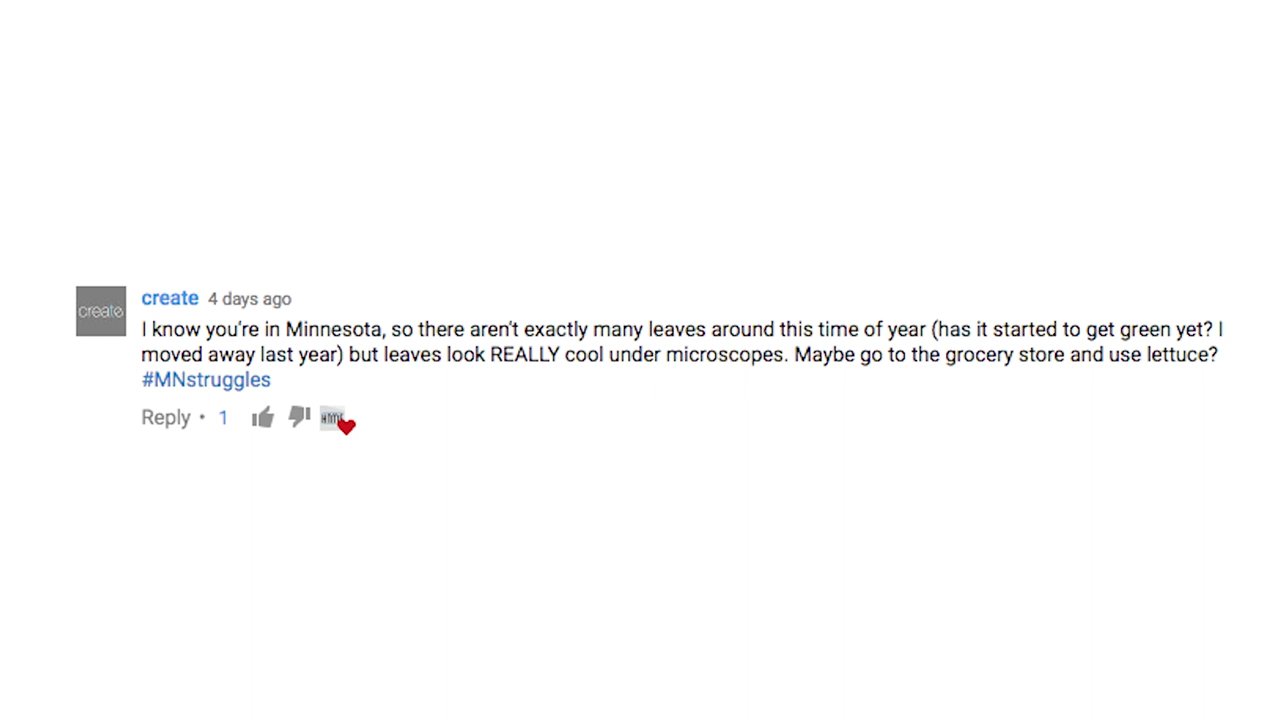 create
create 4 days ago
I know you're in Minnesota, so there aren't exactly many leaves around this time of year (has it started to get green yet? I
moved away last year) but leaves look REALLY cool under microscopes. Maybe go to the grocery store and use lettuce?
#MNstruggles
Reply • 1